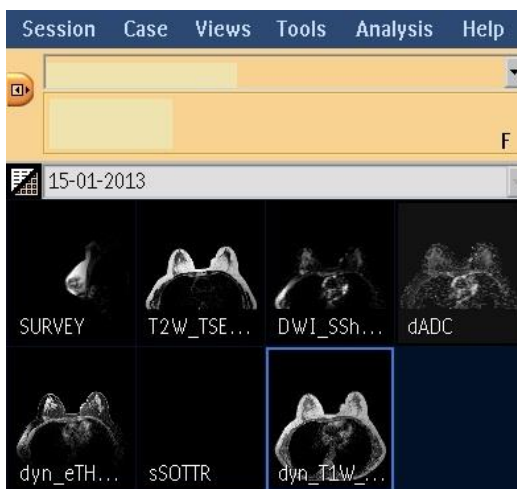 Session Case Views Tools Analysis Help
F
15-01-2013
SURVEY T2W_TSE... DWI_SSh... dADC
dyn_eTH... sSOTTR dyn_T1W_...